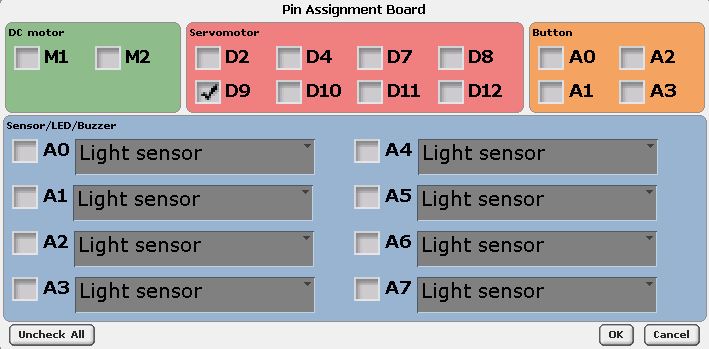 Pin Assignment Board
DC motor
M1 M2
Servomotor
D2 D4 D7 D8
D9 D10 D11 D12
Button
A0 A2
A1 A3
Sensor/LED/Buzzer
A0 Light sensor
A4 Light sensor
A1 Light sensor
A5 Light sensor
A2 Light sensor
A6 Light sensor
A3 Light sensor
A7 Light sensor
Uncheck All
OK
Cancel